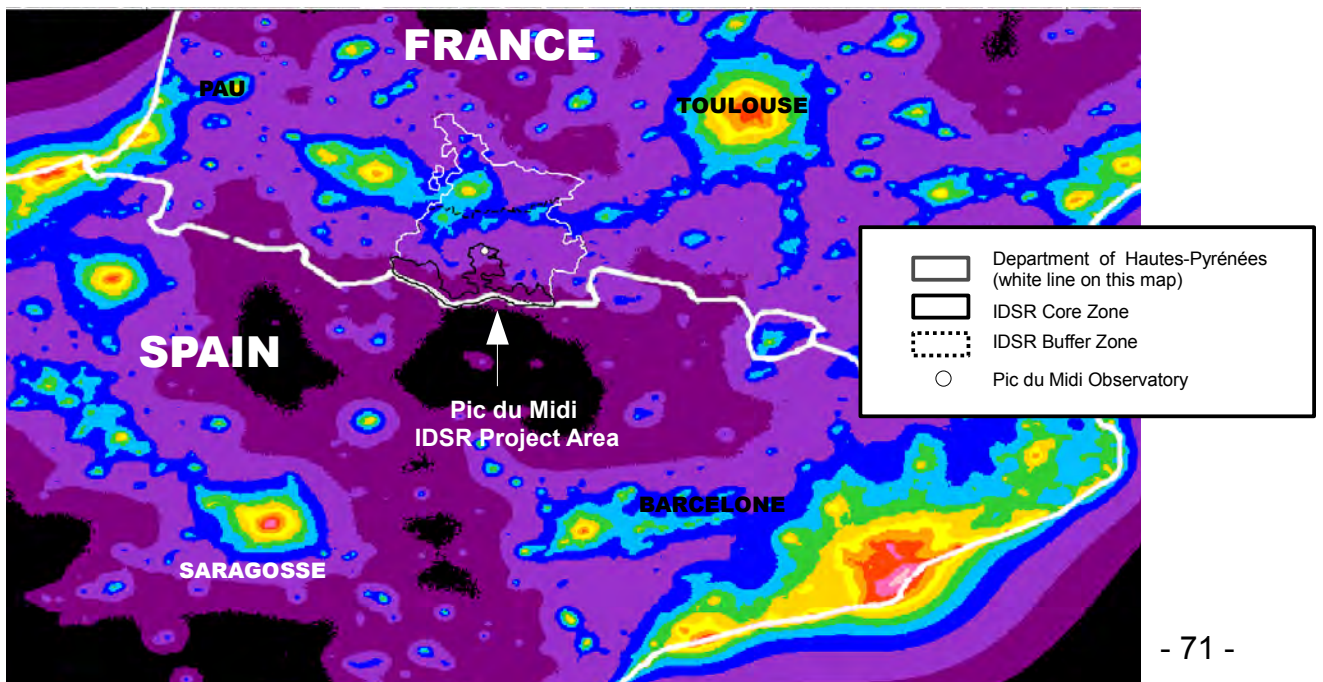 FRANCE
PAU
TOULOUSE
Department of Hautes-Pyrénées
(white line on this map)
IDSR Core Zone
IDSR Buffer Zone
Pic du Midi Observatory
SPAIN
Pic du Midi
IDSR Project Area
BARCELONE
SARAGOSSE
- 71 -